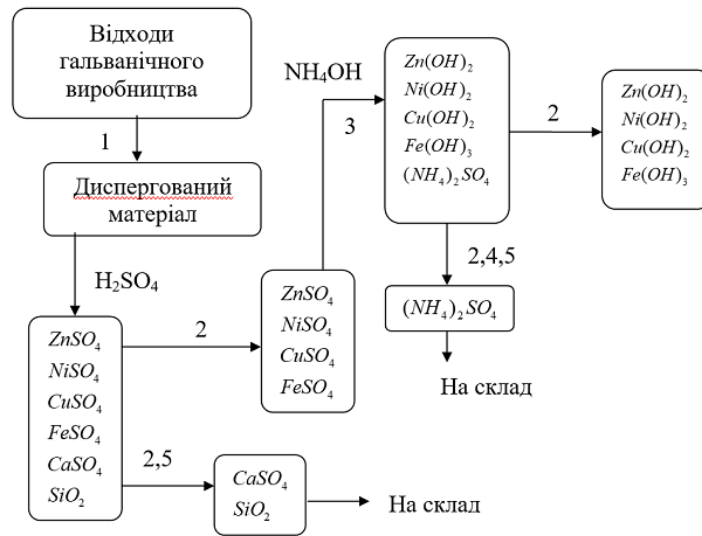 Відходи
гальванічного
виробництва
1
Диспергований
матеріал
H₂SO₄
ZnSO₄
NiSO₄
CuSO₄
FeSO₄
CaSO₄
SiO₂
2
ZnSO₄
NiSO₄
CuSO₄
FeSO₄
2,5
CaSO₄
SiO₂
На склад
NH₄OH
3
Zn(OH)₂
Ni(OH)₂
Cu(OH)₂
Fe(OH)₃
(NH₄)₂SO₄
2
Zn(OH)₂
Ni(OH)₂
Cu(OH)₂
Fe(OH)₃
2,4,5
(NH₄)₂SO₄
На склад